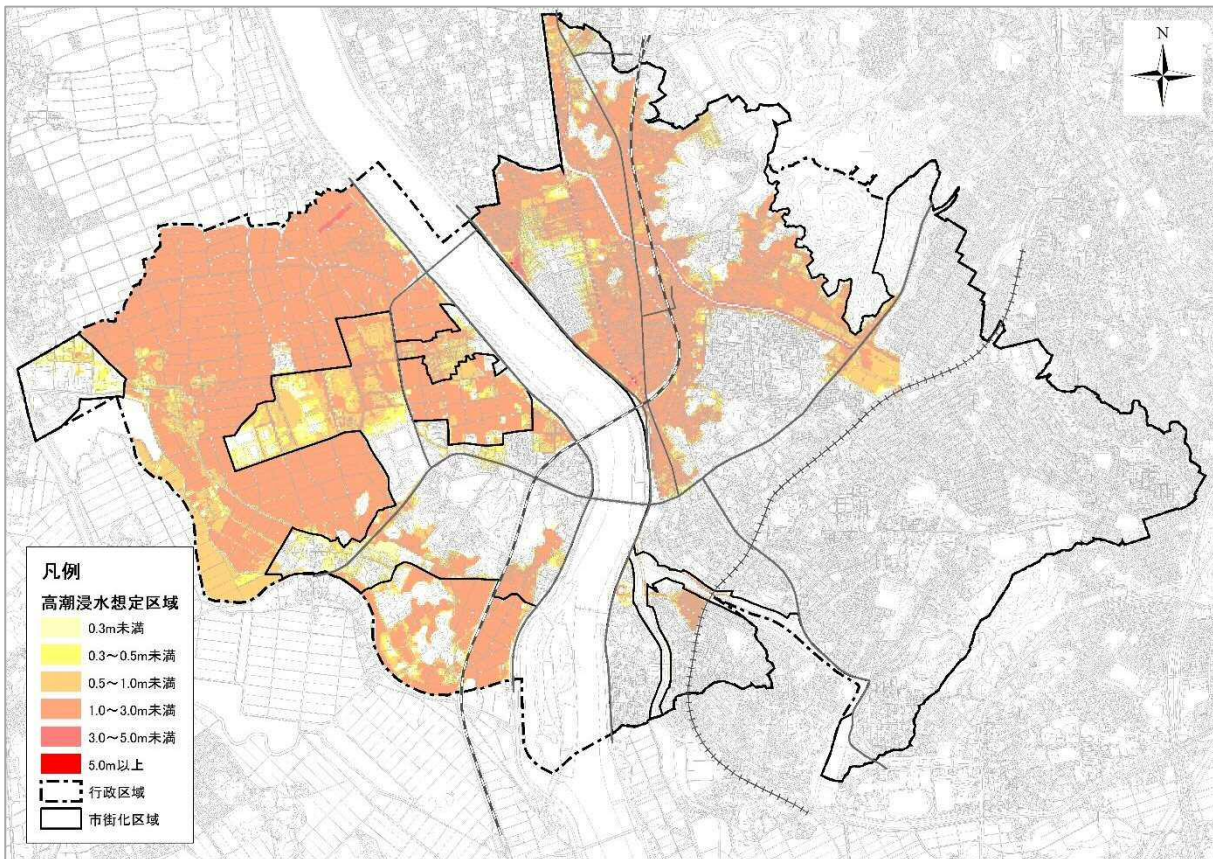 N
凡例
高潮浸水想定区域
0.3m未満
0.3～0.5m未満
0.5～1.0m未満
1.0～3.0m未満
3.0～5.0m未満
5.0m以上
行政区域
市街化区域